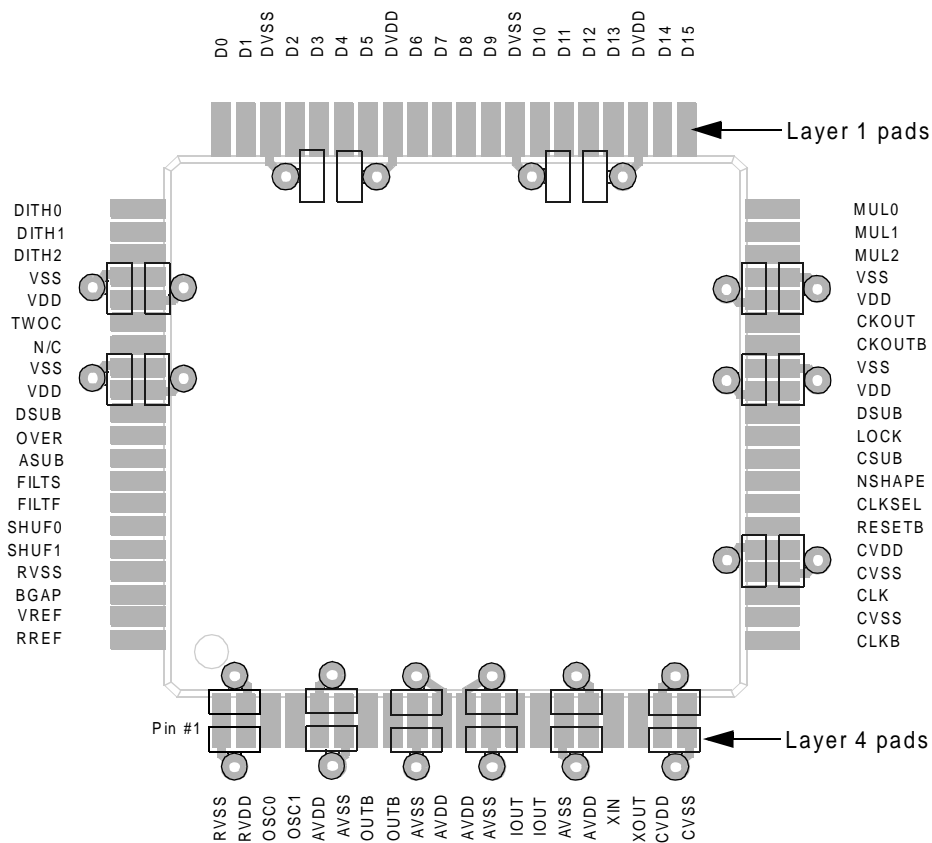 D0
D1
DVSS
D2
D3
D4
D5
DVDD
D6
D7
D8
D9
DVSS
D10
D11
D12
D13
DVDD
D14
D15
Layer 1 pads
DITH0
DITH1
DITH2
VSS
VDD
TWOC
N/C
VSS
VDD
DSUB
OVER
ASUB
FILTS
FILTF
SHUF0
SHUF1
RVSS
BGAP
VREF
RREF
MUL0
MUL1
MUL2
VSS
VDD
CKOUT
CKOUTB
VSS
VDD
DSUB
LOCK
CSUB
NSHAPE
CLKSEL
RESETB
CVDD
CVSS
CLK
CVSS
CLKB
Pin #1
Layer 4 pads
RVSS
RVDD
OSC0
OSC1
AVDD
AVSS
OUTB
OUTB
AVSS
AVDD
AVDD
AVSS
IOUT
IOUT
AVSS
AVDD
XIN
XOUT
CVDD
CVSS